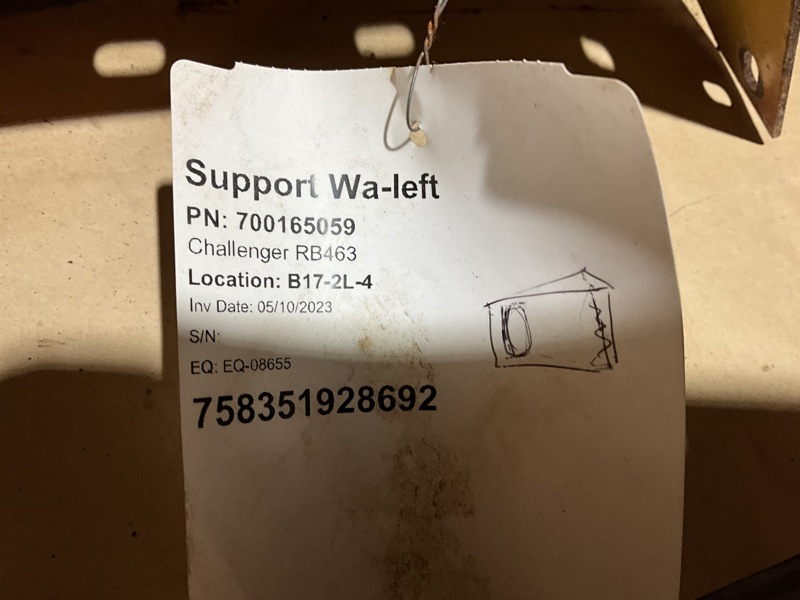 Support Wa-left
PN: 700165059
Challenger RB463
Location: B17-2L-4
Inv Date: 05/10/2023
S/N:
EQ: EQ-08655
758351928692